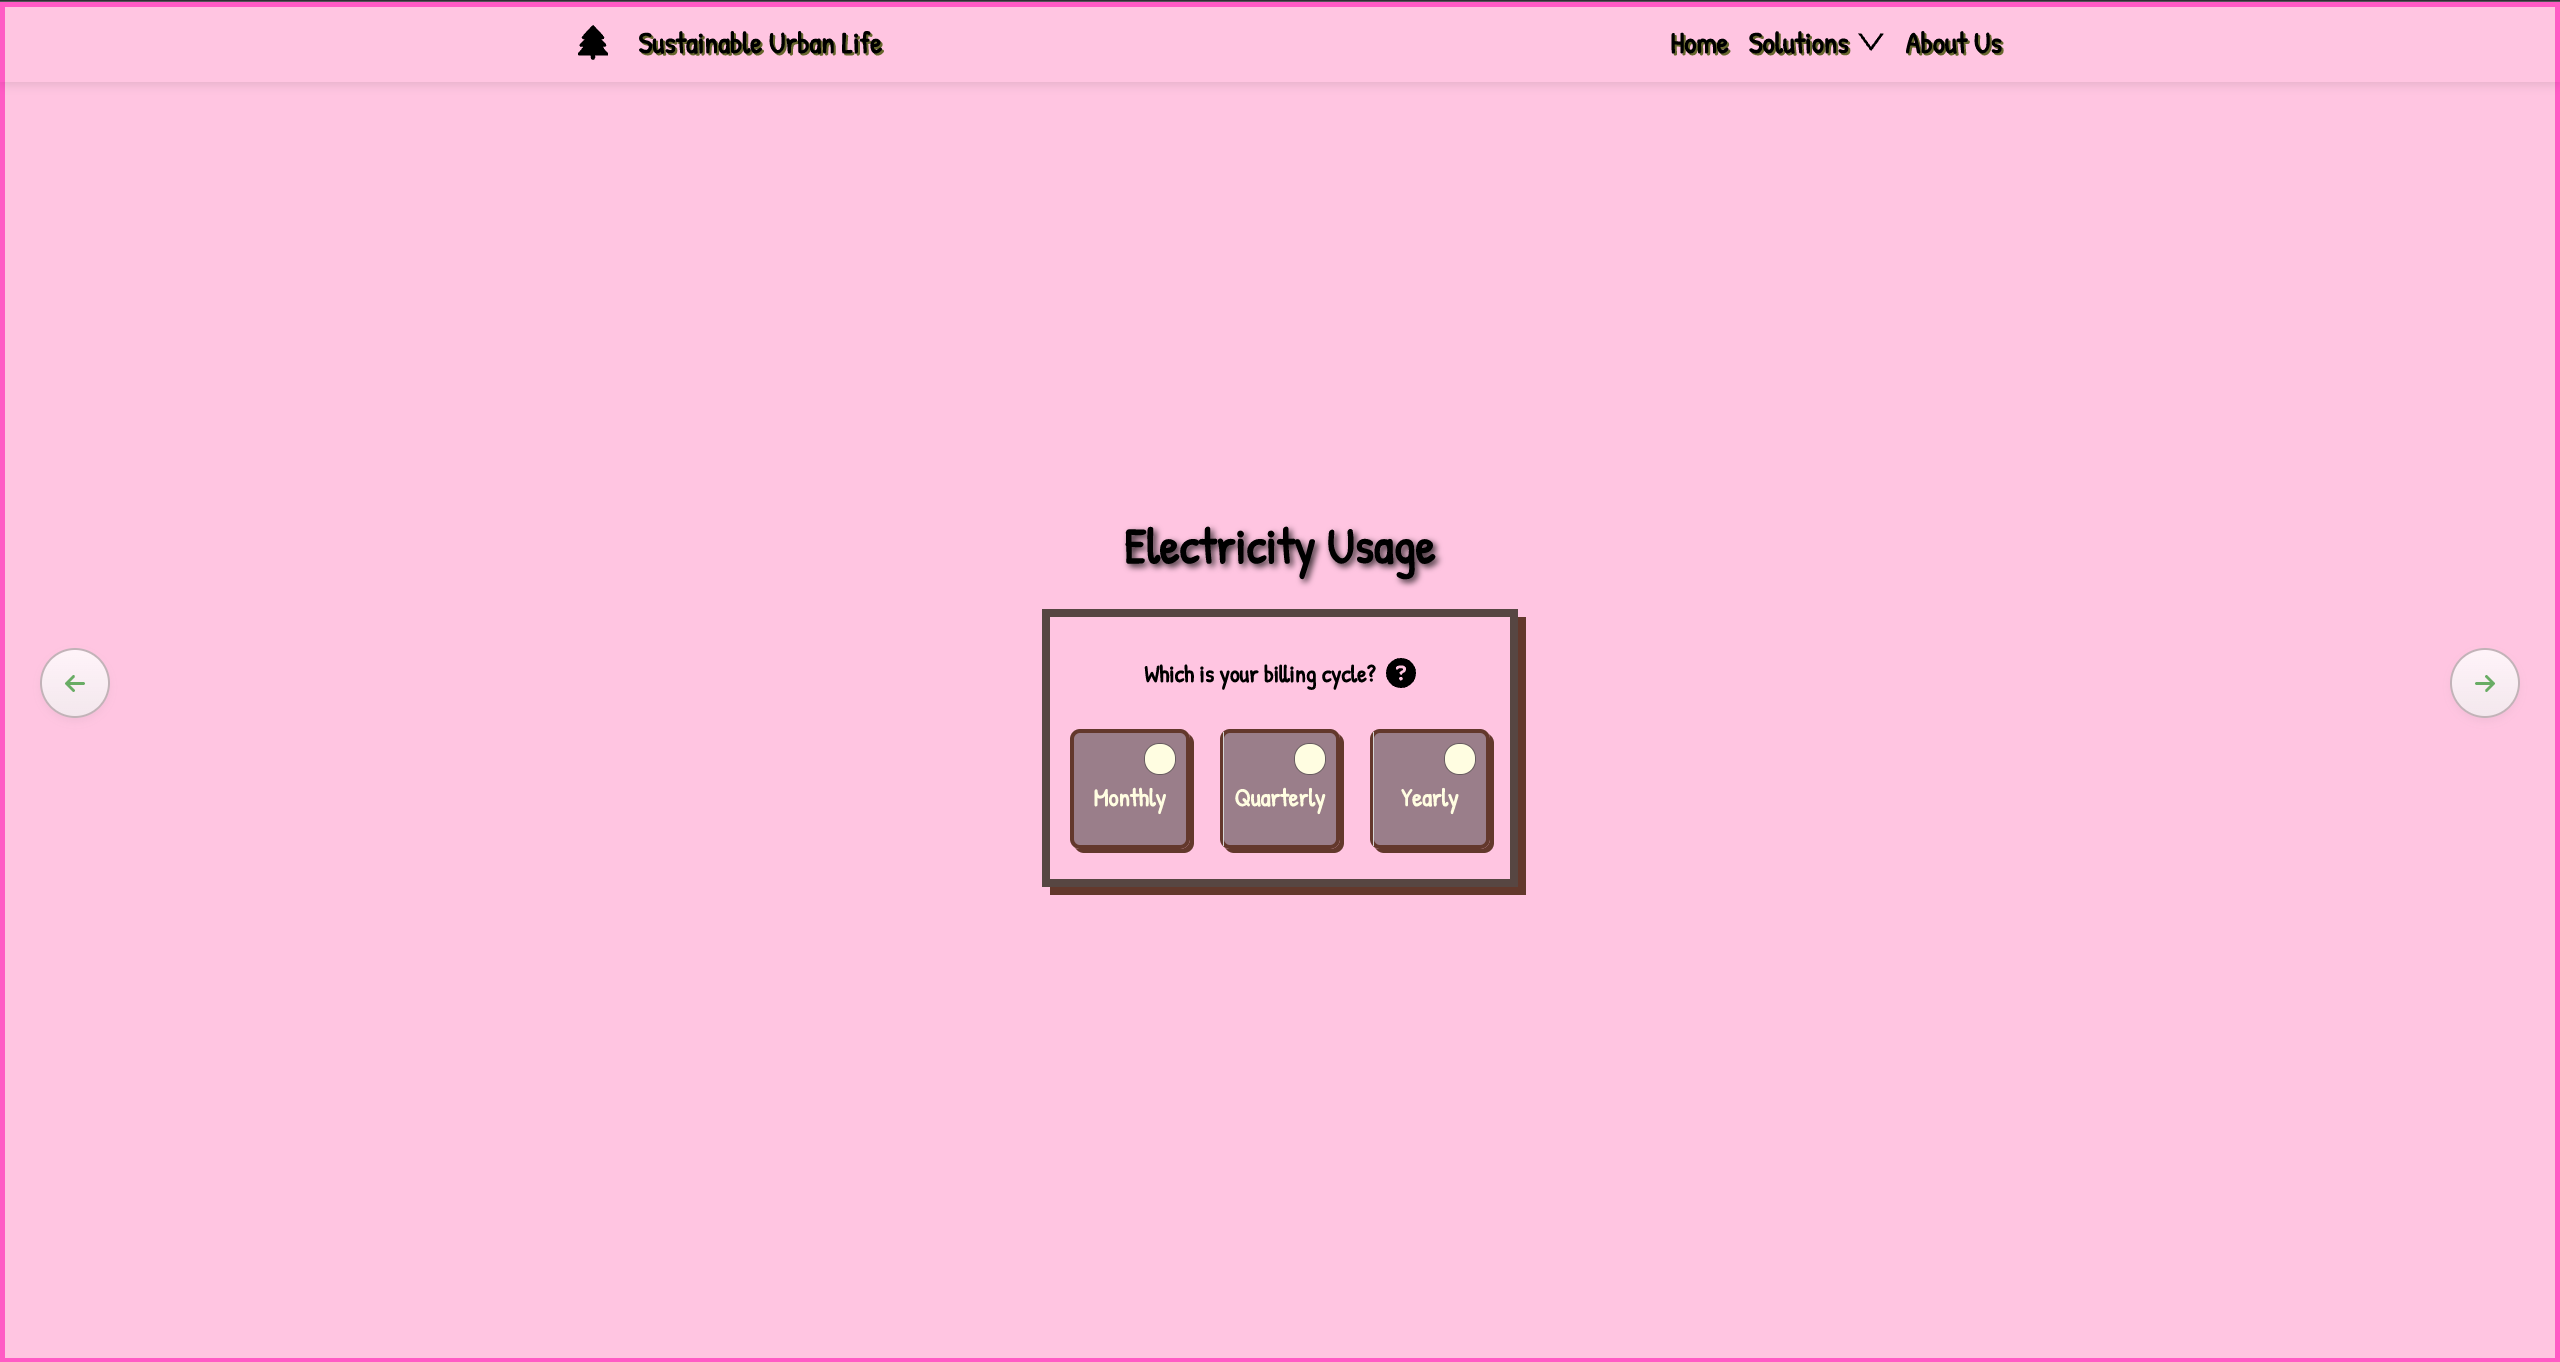 Sustainable Urban Life
Home Solutions About Us
Electricity Usage
Which is your billing cycle? ?
Monthly
Quarterly
Yearly